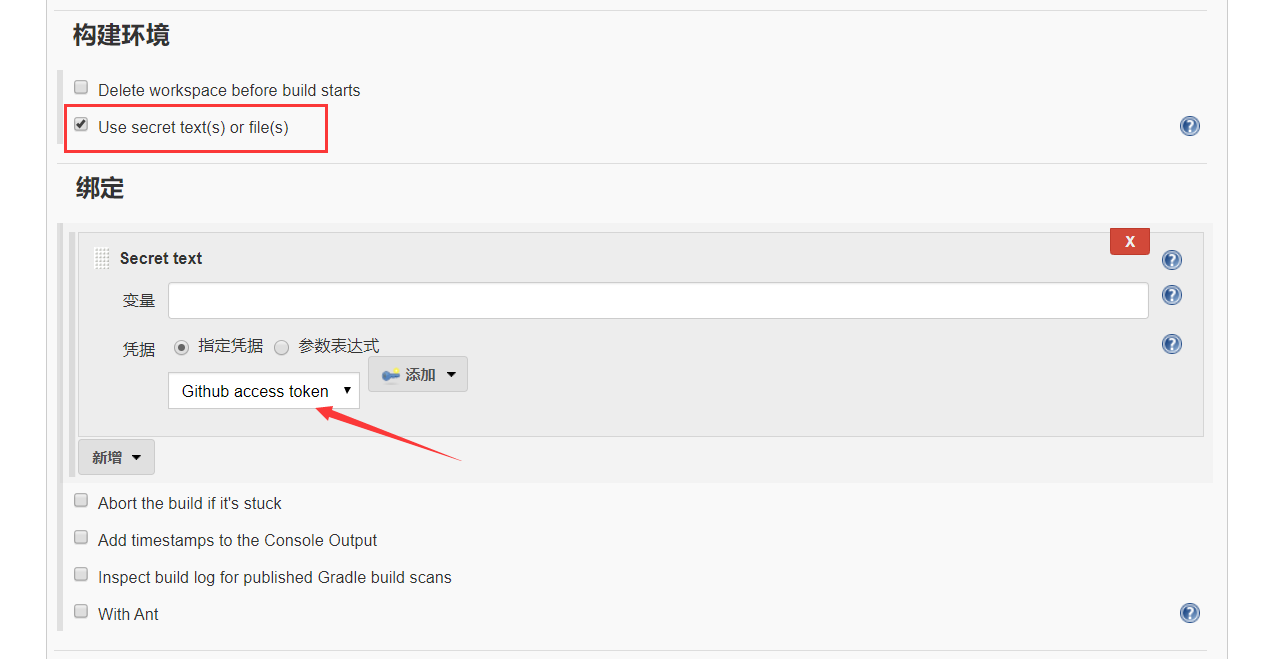 构建环境
Delete workspace before build starts
Use secret text(s) or file(s)
绑定
X
Secret text
变量
凭据 指定凭据 参数表达式
Github access token 添加
新增
Abort the build if it's stuck
Add timestamps to the Console Output
Inspect build log for published Gradle build scans
With Ant